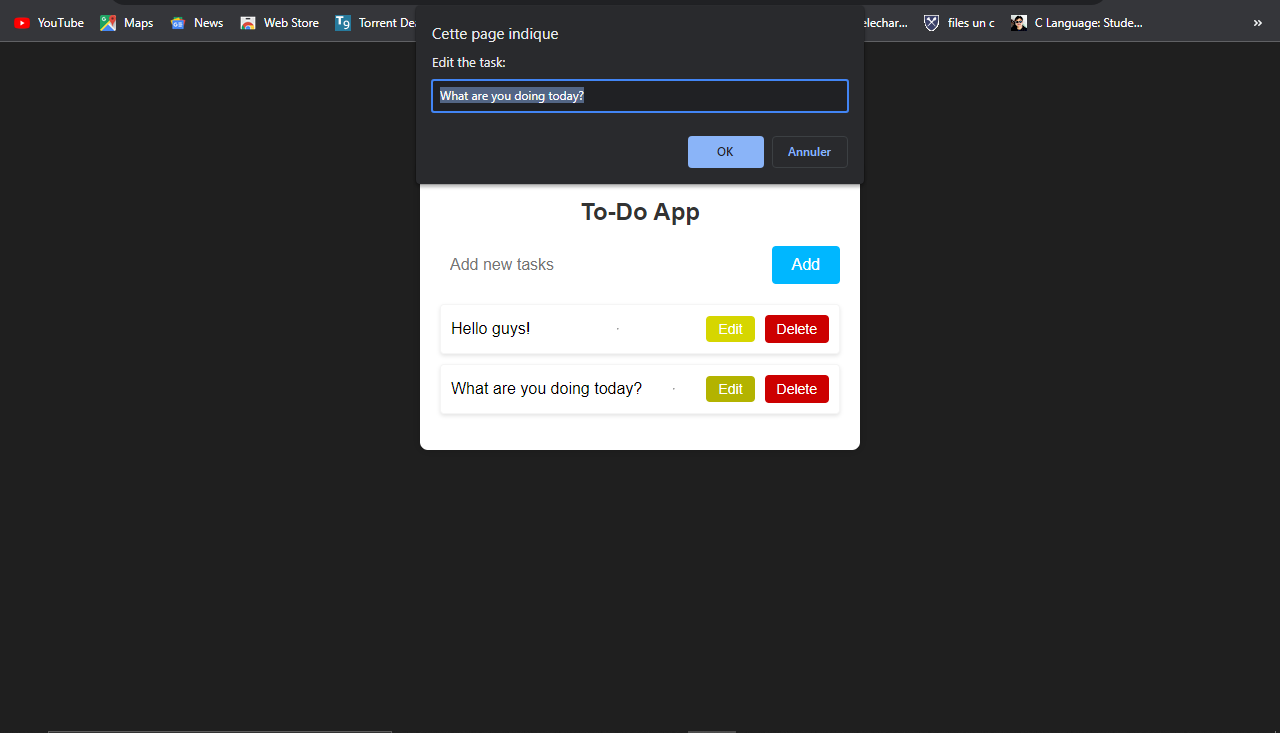 YouTube Maps News Web Store Torrent De elechar... files un c C Language: Stude... »
Cette page indique
Edit the task:
What are you doing today?
OK Annuler
To-Do App
Add new tasks Add
Hello guys! Edit Delete
What are you doing today? Edit Delete